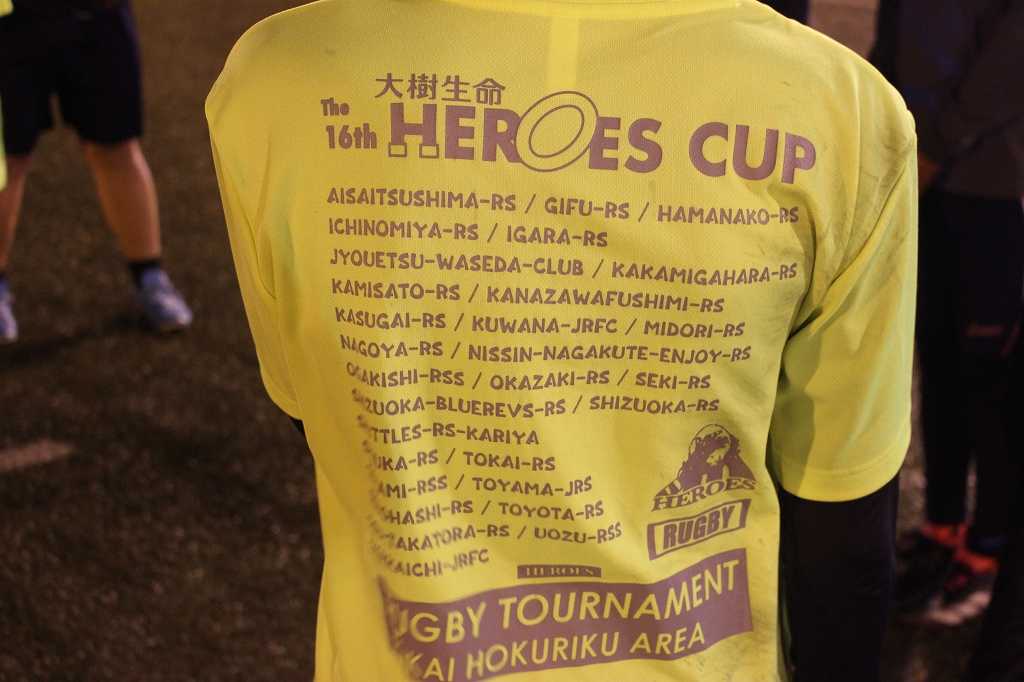 大樹生命
The 16th HEROES CUP
AISAITSUSHIMA-RS / GIFU-RS / HAMANAKO-RS
ICHINOMIYA-RS / IGARA-RS
JYOUETSU-WASEDA-CLUB / KAKAMIGAHARA-RS
KAMISATO-RS / KANAZAWAFUSHIMI-RS
KASUGAI-RS / KUWANA-JRFC / MIDORI-RS
NAGOYA-RS / NISSIN-NAGAKUTE-ENJOY-RS
OGAKISHI-RSS / OKAZAKI-RS / SEKI-RS
SHIZUOKA-BLUEREVS-RS / SHIZUOKA-RS
TTLES-RS-KARIYA
UKA-RS / TOKAI-RS
AMI-RSS / TOYAMA-JRS
HASHI-RS / TOYOTA-RS
AKATORA-RS / UOZU-RSS
KAICHI-JRFC
HEROES
RUGBY
HEROES
RUGBY TOURNAMENT
KAI HOKURIKU AREA